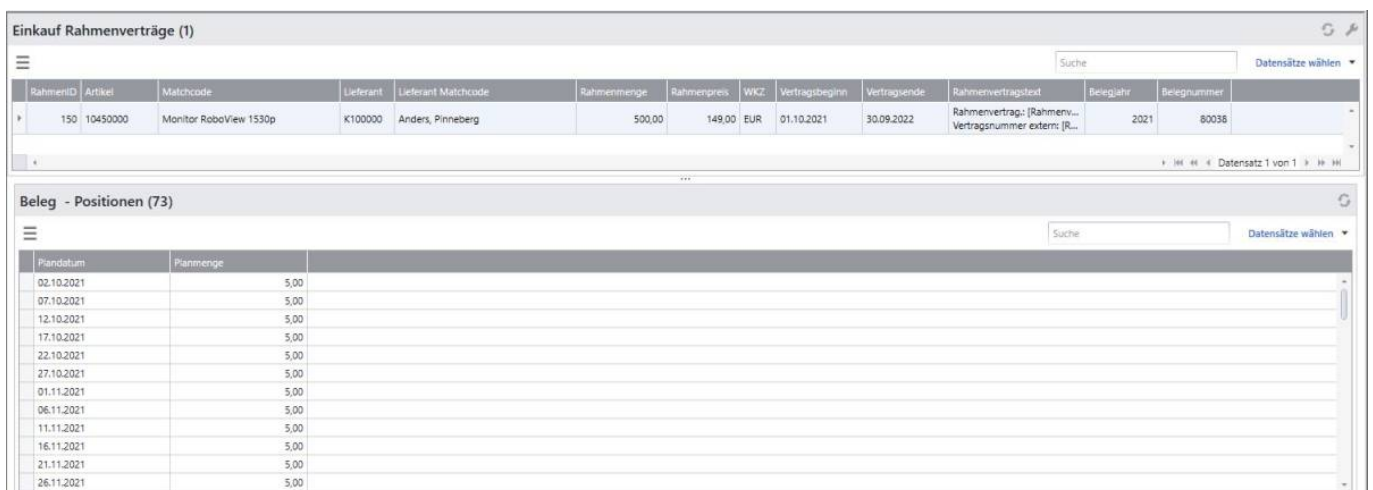 Einkauf Rahmenverträge (1)
Suche Datensätze wählen
RahmenID Artikel Matchcode Lieferant Lieferant Matchcode Rahmenmenge Rahmenpreis WKZ Vertragsbeginn Vertragsende Rahmenvertragstext Belegjahr Belegnummer
150 10450000 Monitor RoboView 1530p K100000 Anders, Pinneberg 500,00 149,00 EUR 01.10.2021 30.09.2022 Rahmenvertrag.: [Rahmenv... 2021 80038
Vertragsnummer extern: [R...
Datensatz 1 von 1
Beleg - Positionen (73)
Suche Datensätze wählen
Plandatum Planmenge
02.10.2021 5,00
07.10.2021 5,00
12.10.2021 5,00
17.10.2021 5,00
22.10.2021 5,00
27.10.2021 5,00
01.11.2021 5,00
06.11.2021 5,00
11.11.2021 5,00
16.11.2021 5,00
21.11.2021 5,00
26.11.2021 5,00